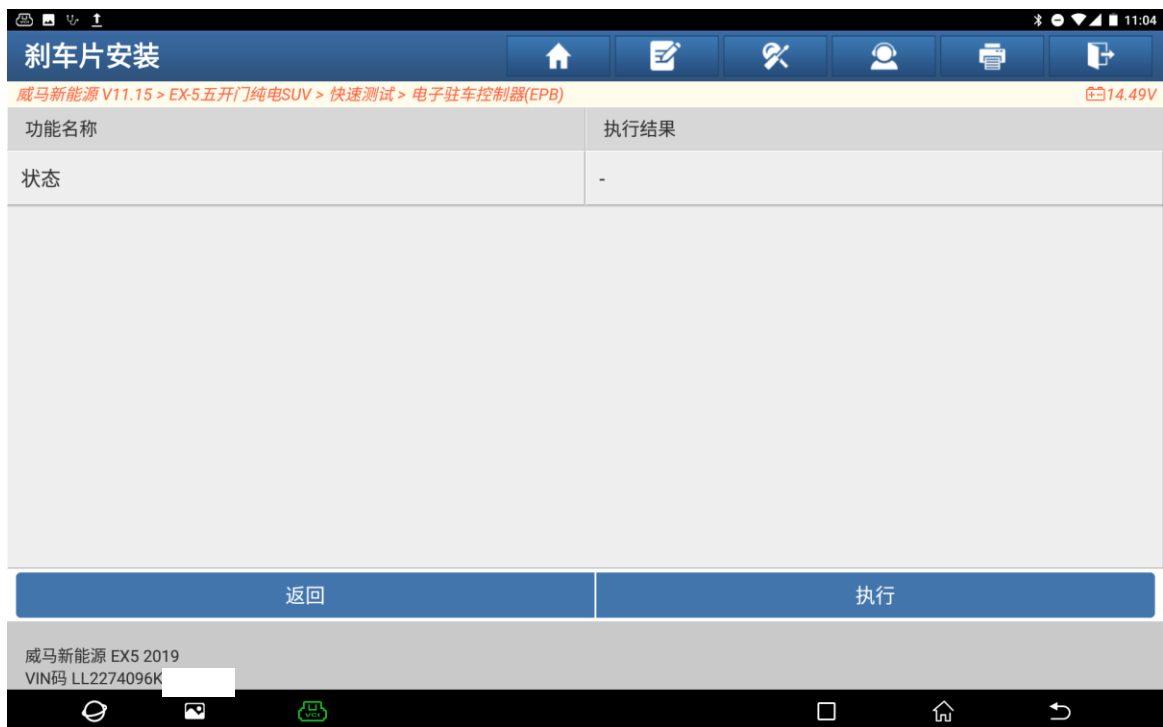 11:04
刹车片安装
威马新能源 V11.15 > EX-5五开门纯电SUV > 快速测试 > 电子驻车控制器(EPB) 14.49V
功能名称 执行结果
状态 -
返回 执行
威马新能源 EX5 2019
VIN码 LL2274096K
VCI